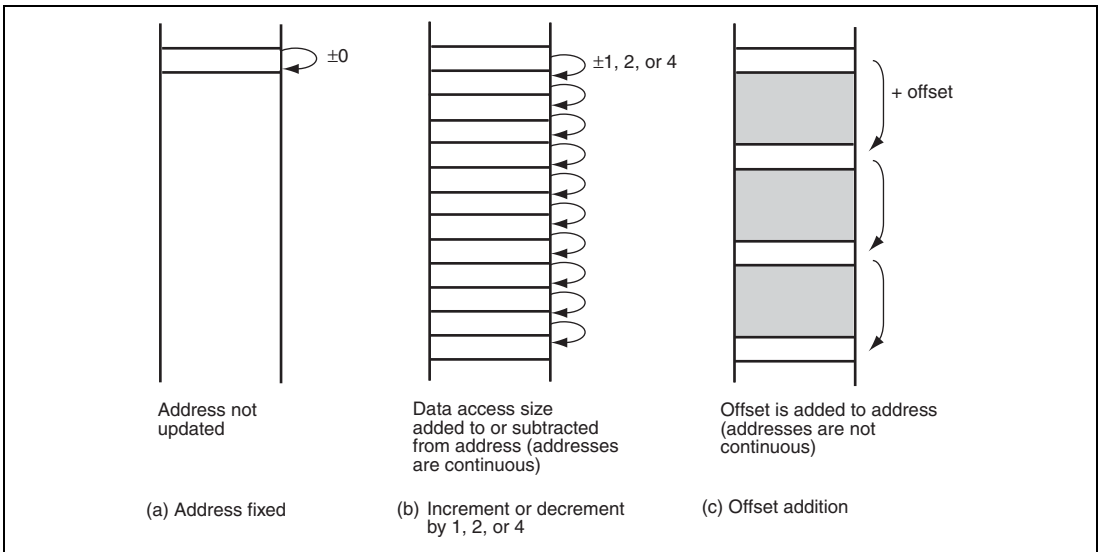 ±0
±1, 2, or 4
+ offset
Address not
updated
Data access size
added to or subtracted
from address (addresses
are continuous)
Offset is added to address
(addresses are not
continuous)
(a) Address fixed
(b) Increment or decrement
by 1, 2, or 4
(c) Offset addition